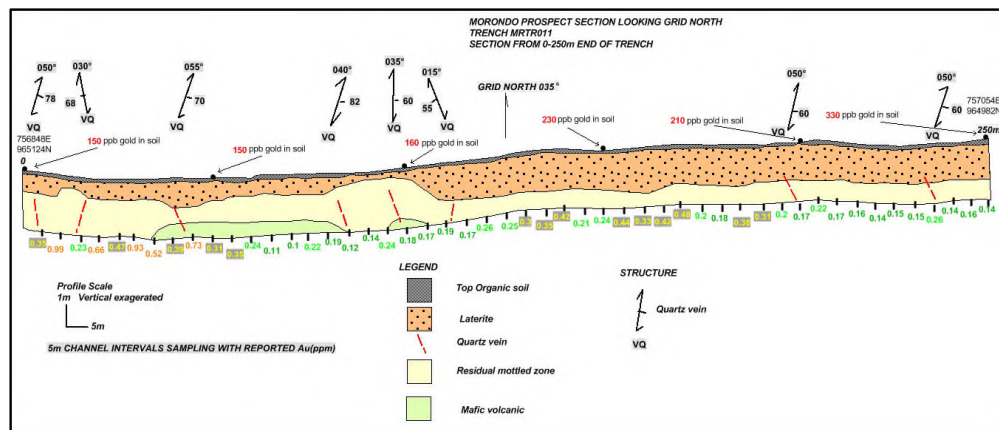 MORONDO PROSPECT SECTION LOOKING GRID NORTH
TRENCH MRTR011
SECTION FROM 0-250m END OF TRENCH
050° 030° 055° 040° 035° 015° 050° 050°
78 68 70 82 60 55 60 60
VQ VQ VQ VQ VQ VQ VQ VQ
GRID NORTH 035°
756848E
965124N
0
757054E
964982N
250m
150 ppb gold in soil
150 ppb gold in soil
160 ppb gold in soil
230 ppb gold in soil
210 ppb gold in soil
330 ppb gold in soil
0.35 0.99 0.23 0.66 0.47 0.93 0.52 0.39 0.73 0.31 0.35 0.24 0.11 0.1 0.22 0.19 0.12 0.14 0.24 0.18 0.17 0.19 0.17 0.26 0.25 0.35 0.42 0.21 0.24 0.44 0.33 0.42 0.48 0.2 0.18 0.31 0.2 0.17 0.22 0.17 0.16 0.14 0.15 0.15 0.26 0.14 0.16 0.14
Profile Scale
1m Vertical exagerated
5m
5m CHANNEL INTERVALS SAMPLING WITH REPORTED Au(ppm)
LEGEND
Top Organic soil
Laterite
Quartz vein
Residual mottled zone
Mafic volcanic
STRUCTURE
Quartz vein
VQ